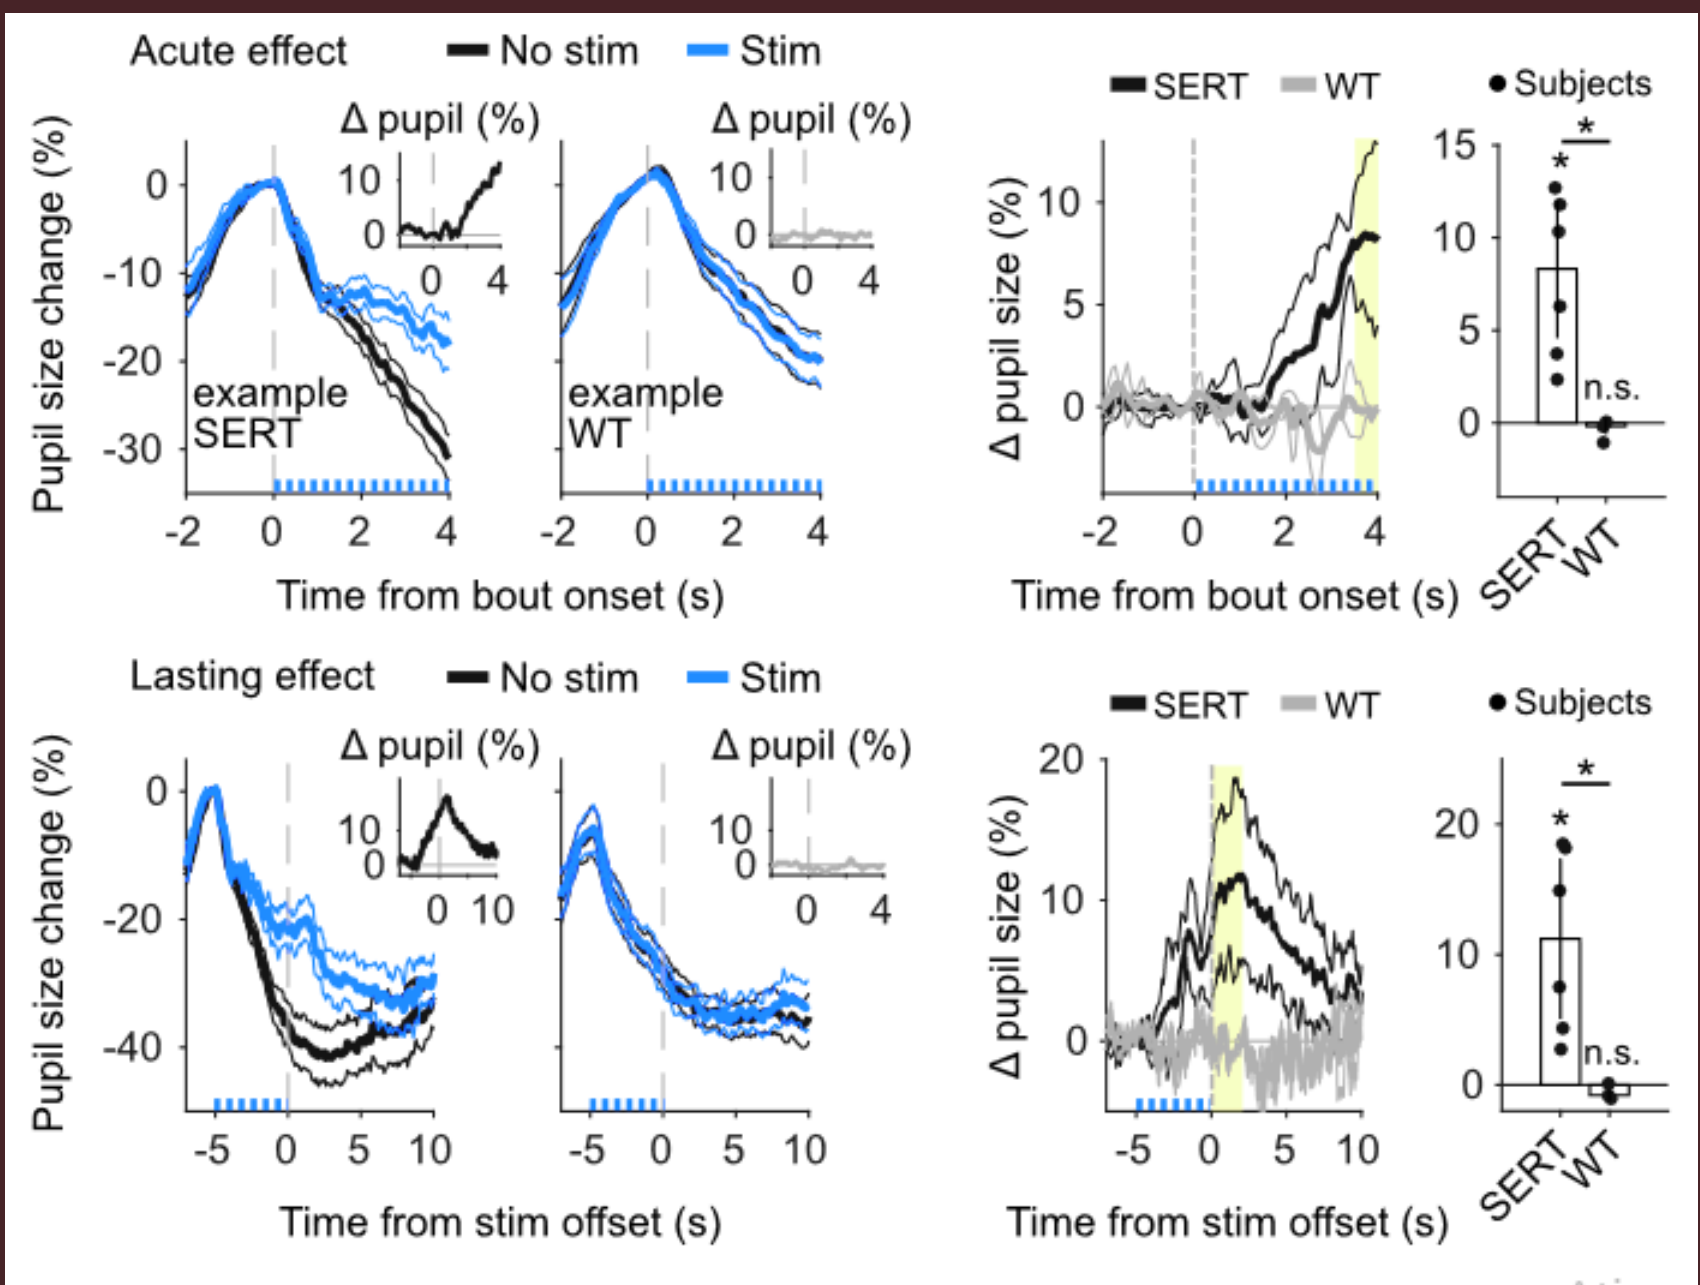 Acute effect
No stim
Stim
Pupil size change (%)
0
-10
-20
-30
-2
0
2
4
example
SERT
Δ pupil (%)
10
0
0
4
-2
0
2
4
example
WT
Δ pupil (%)
10
0
0
4
Time from bout onset (s)
SERT
WT
Δ pupil size (%)
10
5
0
-2
0
2
4
Time from bout onset (s)
Subjects
15
10
5
0
*
*
n.s.
SERT
WT
Lasting effect
No stim
Stim
Pupil size change (%)
0
-20
-40
-5
0
5
10
Δ pupil (%)
10
0
0
10
-5
0
5
10
Δ pupil (%)
10
0
0
4
Time from stim offset (s)
SERT
WT
Δ pupil size (%)
20
10
0
-5
0
5
10
Time from stim offset (s)
Subjects
20
10
0
*
*
n.s.
SERT
WT